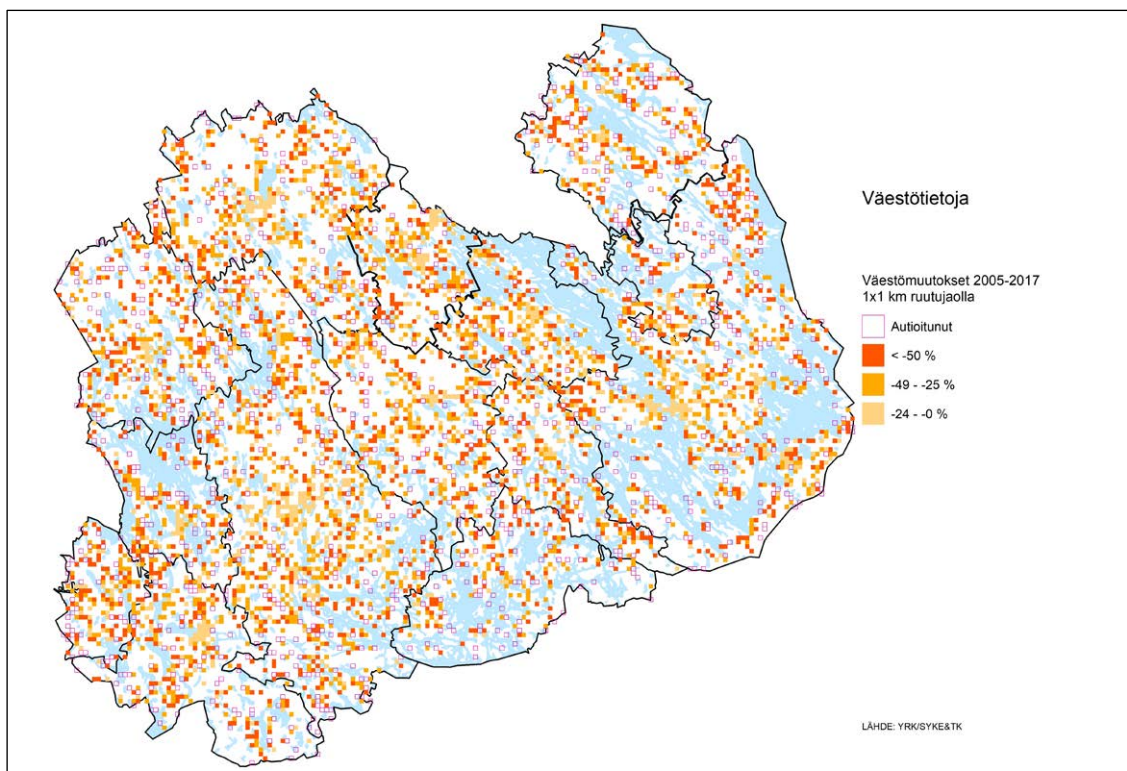 Väestötietoja
Väestömuutokset 2005-2017
1x1 km ruutujaolla
Autioitunut
< -50 %
-49 - -25 %
-24 - -0 %
LÄHDE: YRK/SYKE&TK